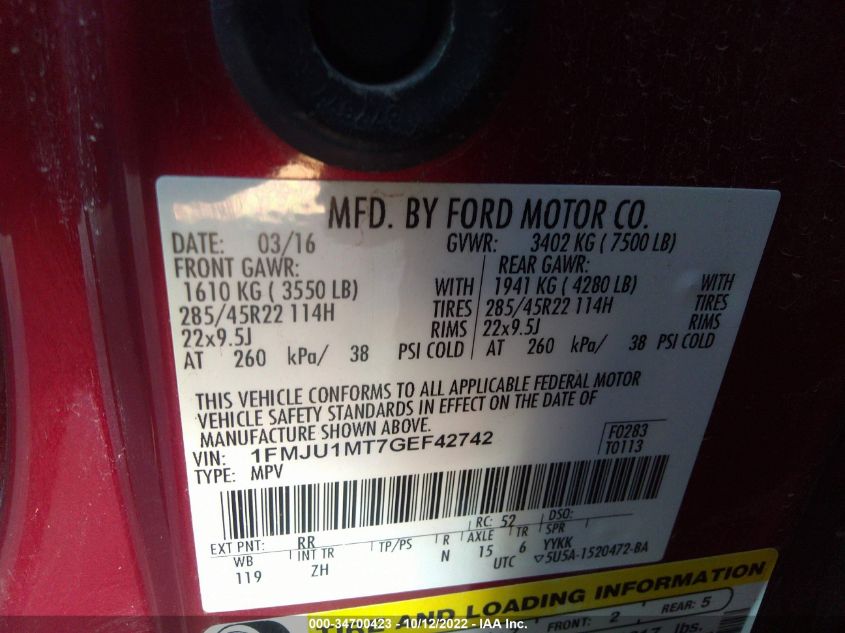 MFD. BY FORD MOTOR CO.
DATE: 03/16 GVWR: 3402 KG ( 7500 LB)
FRONT GAWR: REAR GAWR:
1610 KG ( 3550 LB) WITH 1941 KG ( 4280 LB) WITH
285/45R22 114H TIRES 285/45R22 114H TIRES
22x9.5J RIMS 22x9.5J RIMS
AT 260 kPa/ 38 PSI COLD AT 260 kPa/ 38 PSI COLD
THIS VEHICLE CONFORMS TO ALL APPLICABLE FEDERAL MOTOR
VEHICLE SAFETY STANDARDS IN EFFECT ON THE DATE OF
MANUFACTURE SHOWN ABOVE.
VIN: 1FMJU1MT7GEF42742 F0283
TYPE: MPV T0113
RC: 52 DSO:
EXT PNT: RR TP/PS R AXLE TR SPR
WB INT TR N 15 6 YYKK
119 ZH UTC 5U5A-1520472-BA
TIRE AND LOADING INFORMATION
FRONT: 2 REAR: 5
lbs.
000-34700423 - 10/12/2022 - IAA Inc.